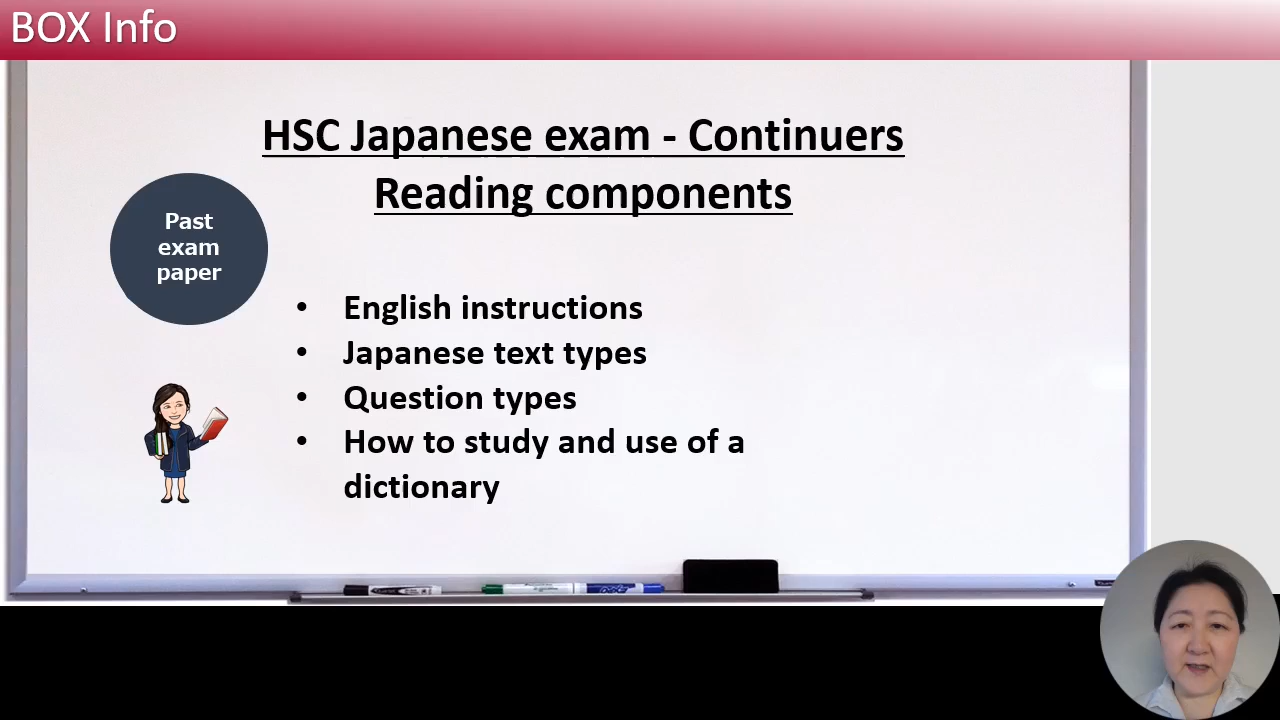 BOX Info
HSC Japanese exam - Continuers
Reading components
Past
exam
paper
• English instructions
• Japanese text types
• Question types
• How to study and use of a
dictionary